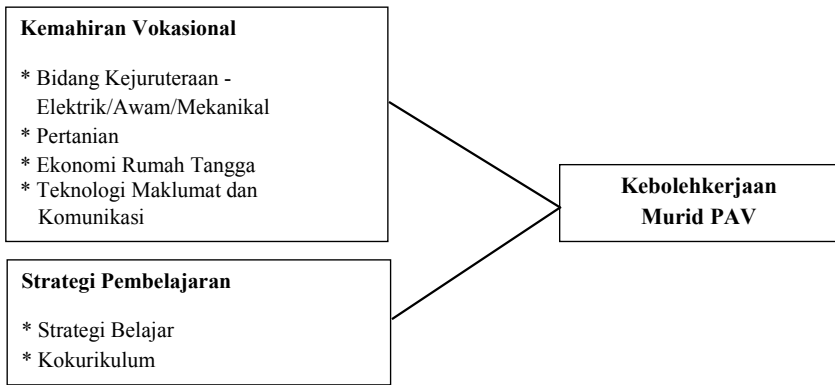 Kemahiran Vokasional
* Bidang Kejuruteraan -
Elektrik/Awam/Mekanikal
* Pertanian
* Ekonomi Rumah Tangga
* Teknologi Maklumat dan
Komunikasi
Kebolehkerjaan
Murid PAV
Strategi Pembelajaran
* Strategi Belajar
* Kokurikulum